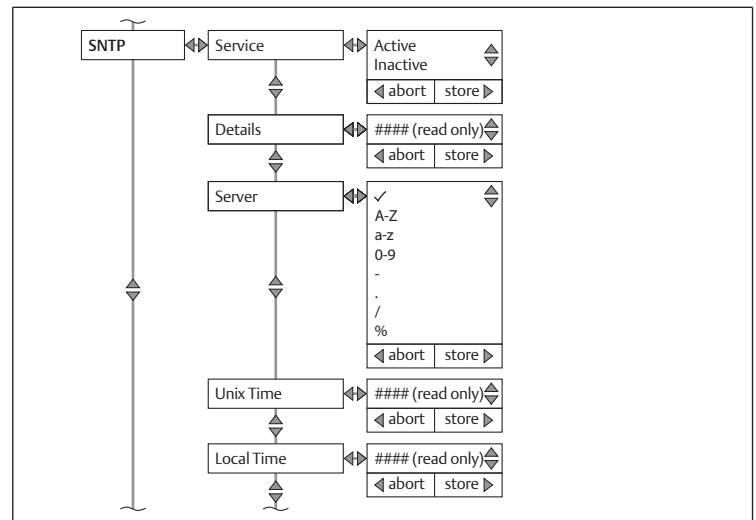 SNTP
Service
Active
Inactive
abort
store
Details
#### (read only)
abort
store
Server
✓
A-Z
a-z
0-9
-
.
/
%
abort
store
Unix Time
#### (read only)
abort
store
Local Time
#### (read only)
abort
store